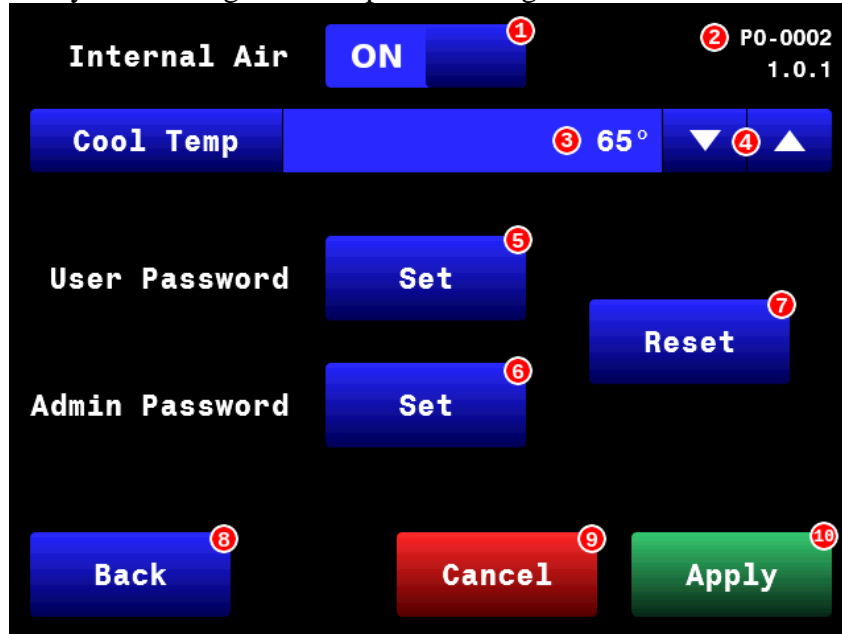 Internal Air ON 1 2 P0-0002
1.0.1
Cool Temp 3 65° 4
5
User Password Set
7
Reset
6
Admin Password Set
8 9 10
Back Cancel Apply